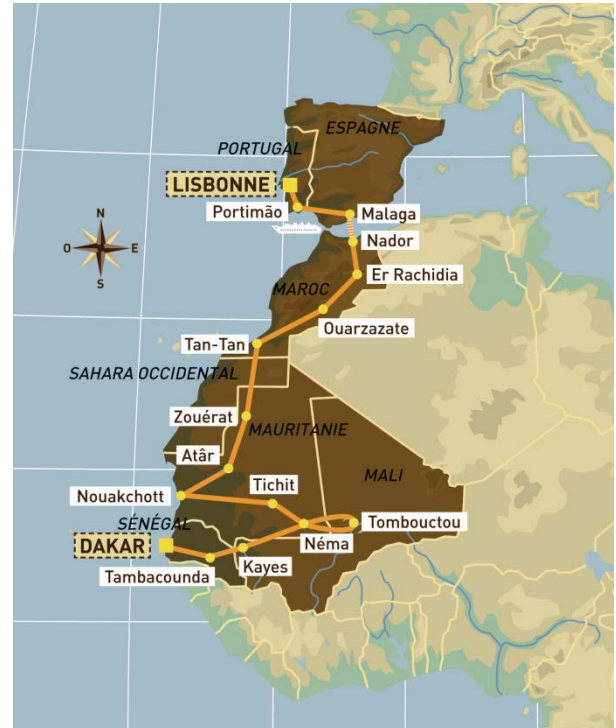 ESPAGNE
PORTUGAL
LISBONNE
Portimão
Malaga
N
O E
S
Nador
Er Rachidia
MAROC
Ouarzazate
Tan-Tan
SAHARA OCCIDENTAL
Zouérat
MAURITANIE
Atâr
MALI
Tichit
Nouakchott
Tombouctou
SÉNÉGAL
Néma
DAKAR
Kayes
Tambacounda